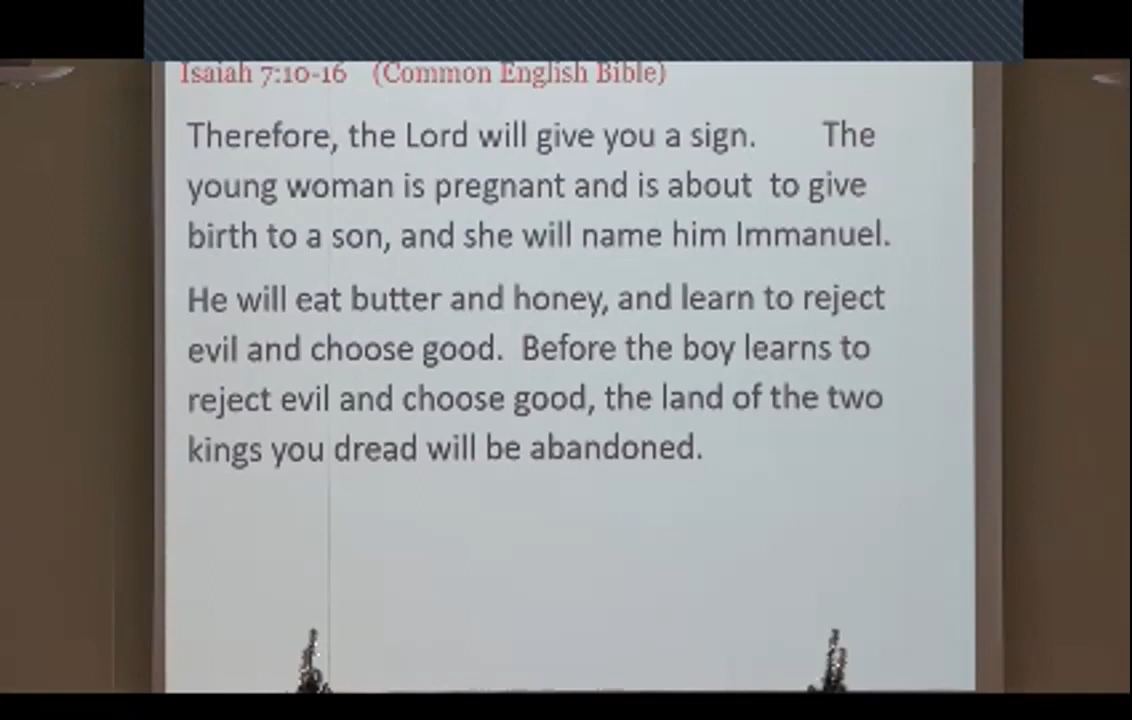 Isaiah 7:10-16 (Common English Bible)
Therefore, the Lord will give you a sign. The
young woman is pregnant and is about to give
birth to a son, and she will name him Immanuel.
He will eat butter and honey, and learn to reject
evil and choose good. Before the boy learns to
reject evil and choose good, the land of the two
kings you dread will be abandoned.